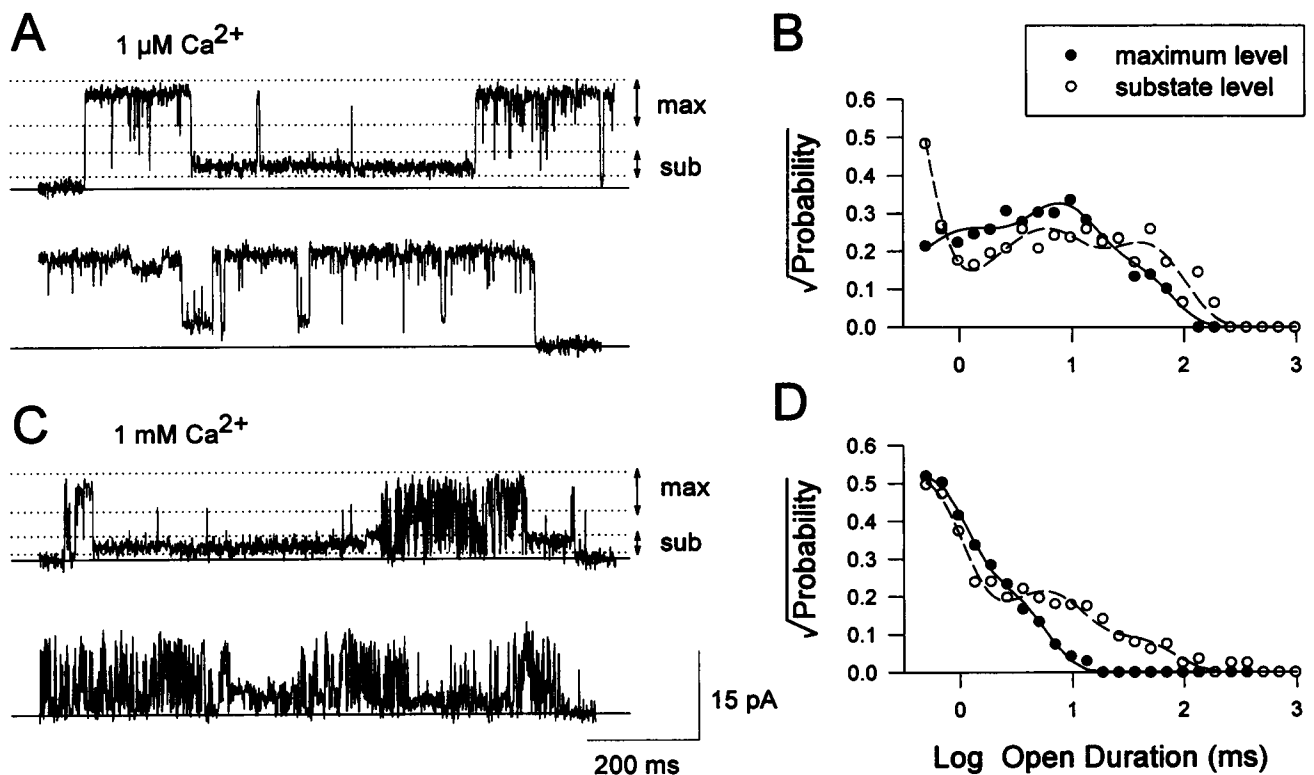 A
1 µM Ca2+
max
sub
B
maximum level
substate level
√Probability
0.6
0.5
0.4
0.3
0.2
0.1
0.0
0 1 2 3
C
1 mM Ca2+
max
sub
15 pA
200 ms
D
√Probability
0.6
0.5
0.4
0.3
0.2
0.1
0.0
0 1 2 3
Log Open Duration (ms)